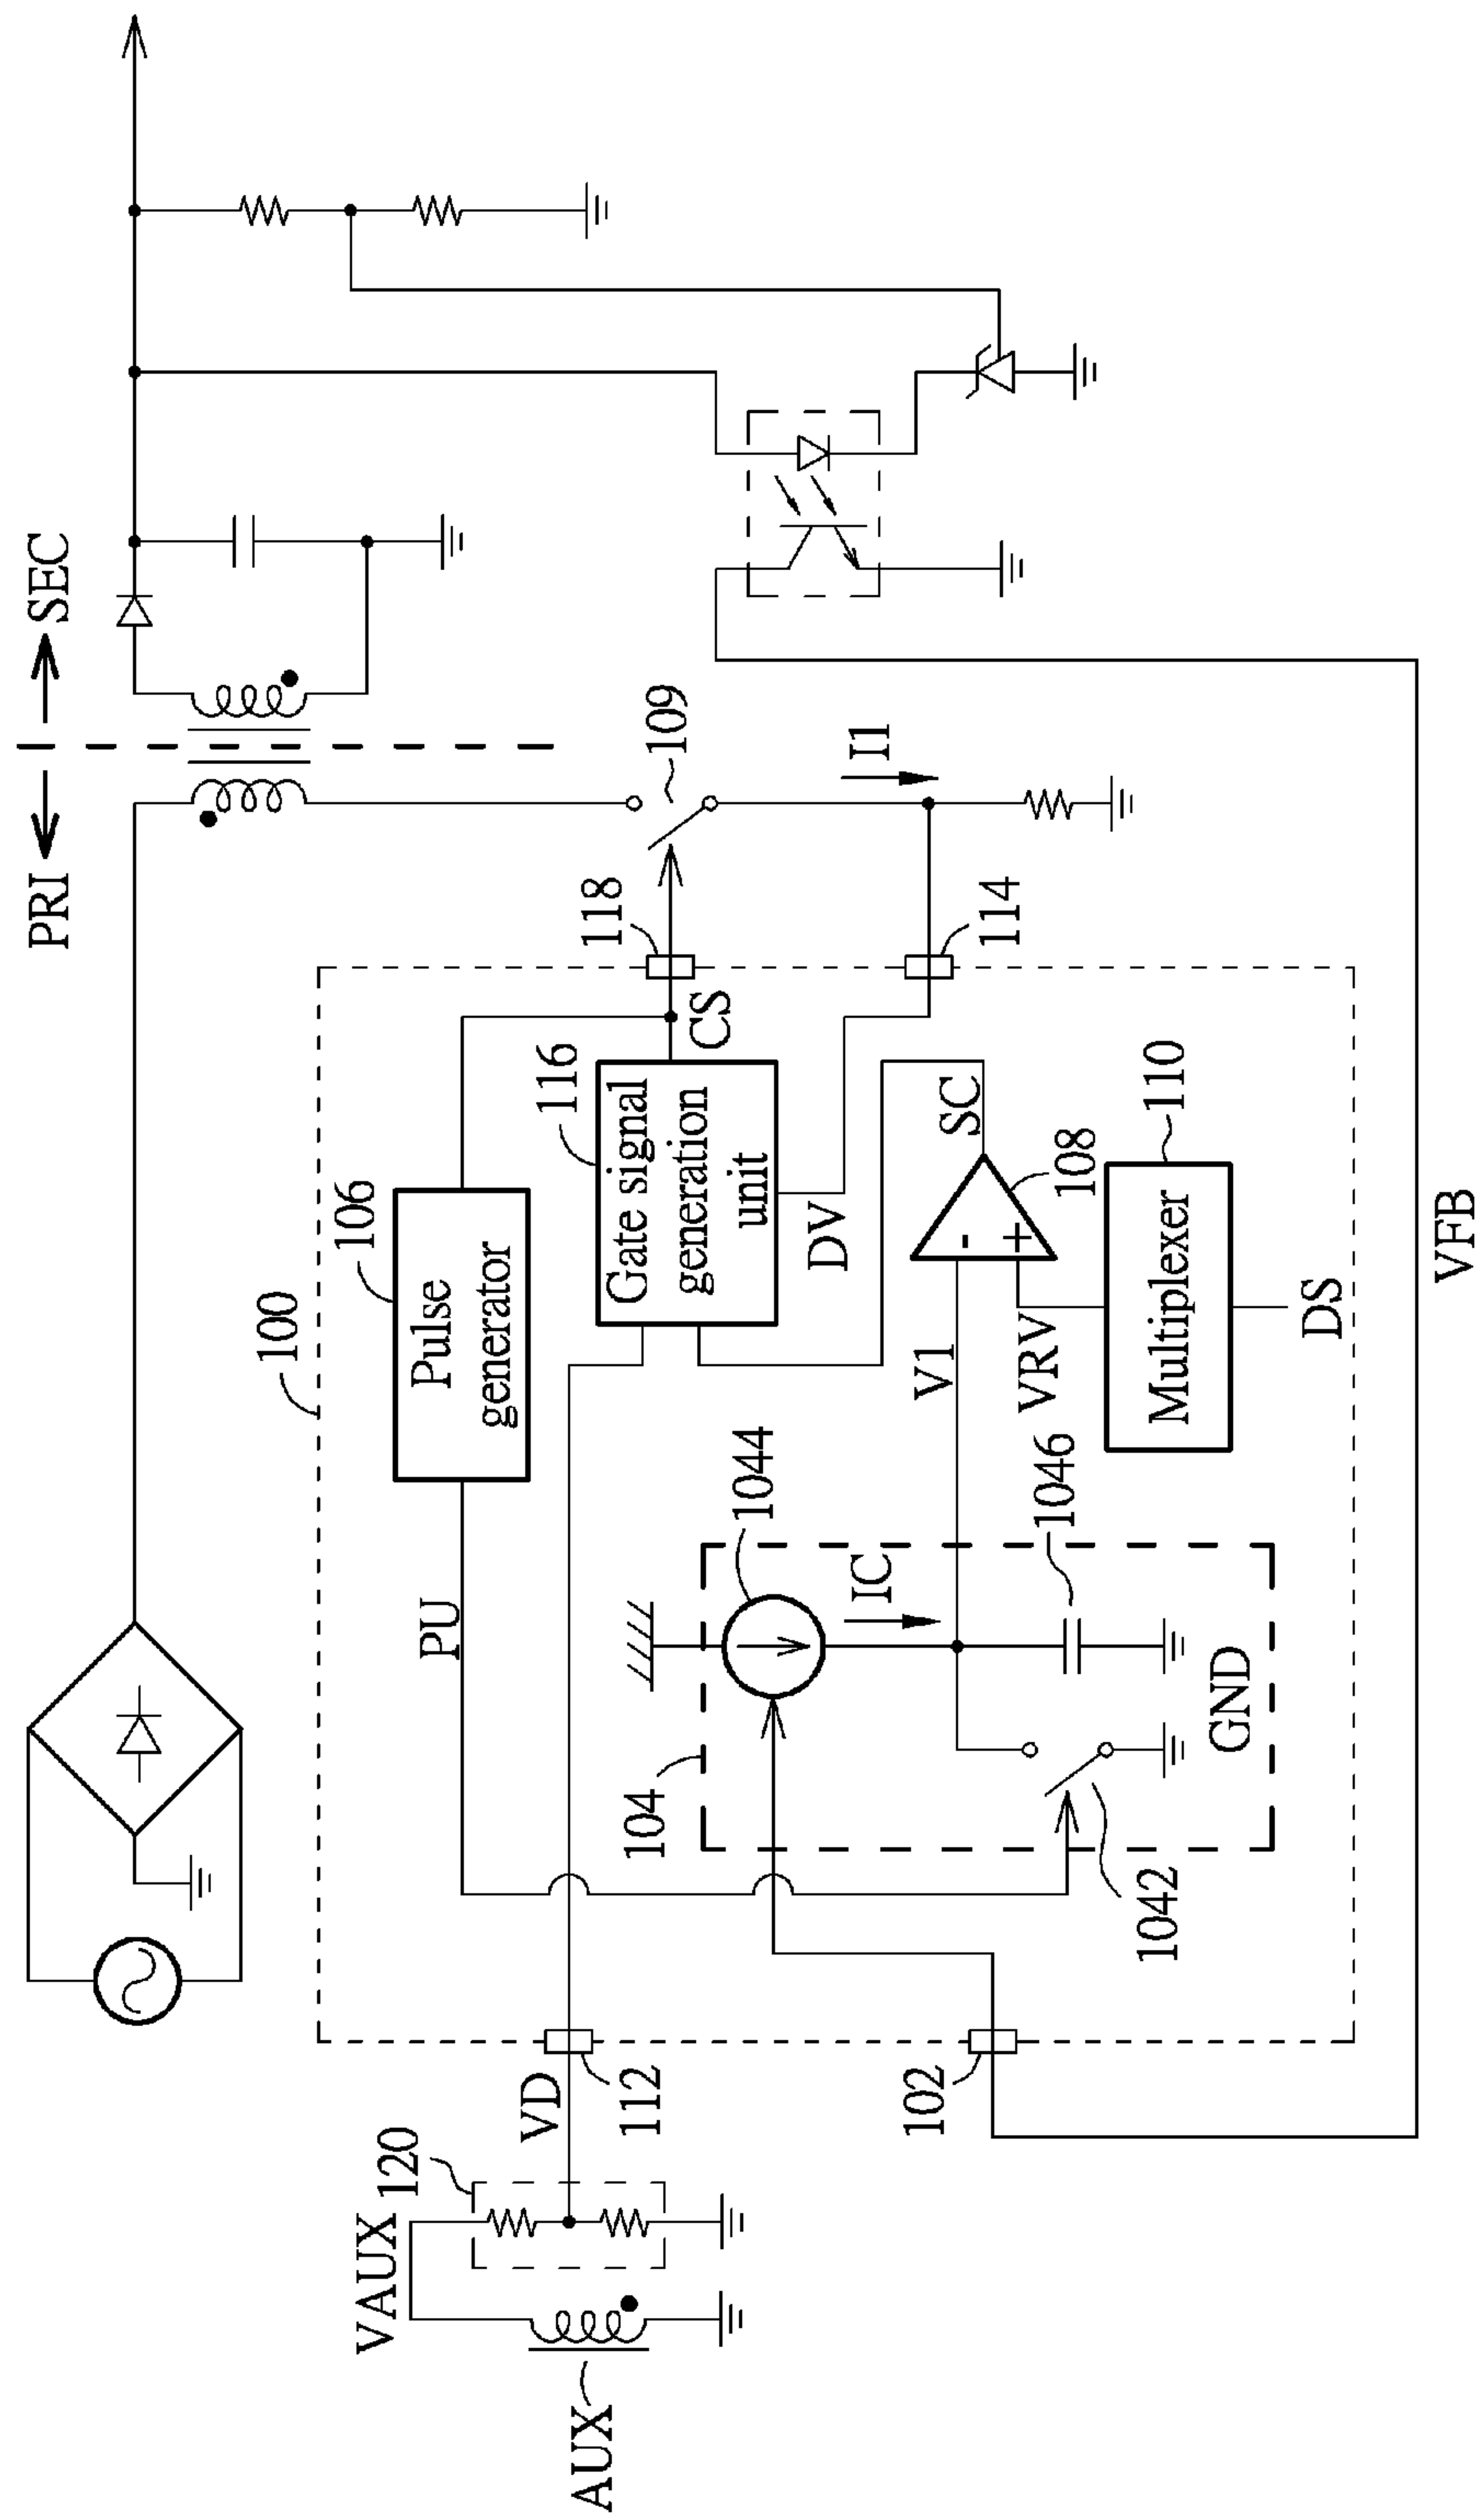 PRI
SEC
100
106
Pulse
generator
118
109
116
Gate signal
generation
unit
CS
I1
114
PU
DV
SC
108
110
1044
V1
VRV
Multiplexer
104
IC
1046
DS
GND
1042
VAUX
120
VD
112
102
AUX
VFB